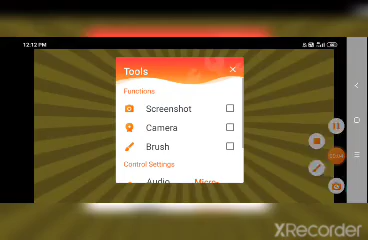 12.12 PM
Tools
Functions
Screenshot
Camera
Brush
Control Settings
Audio Micro-
XRecorder